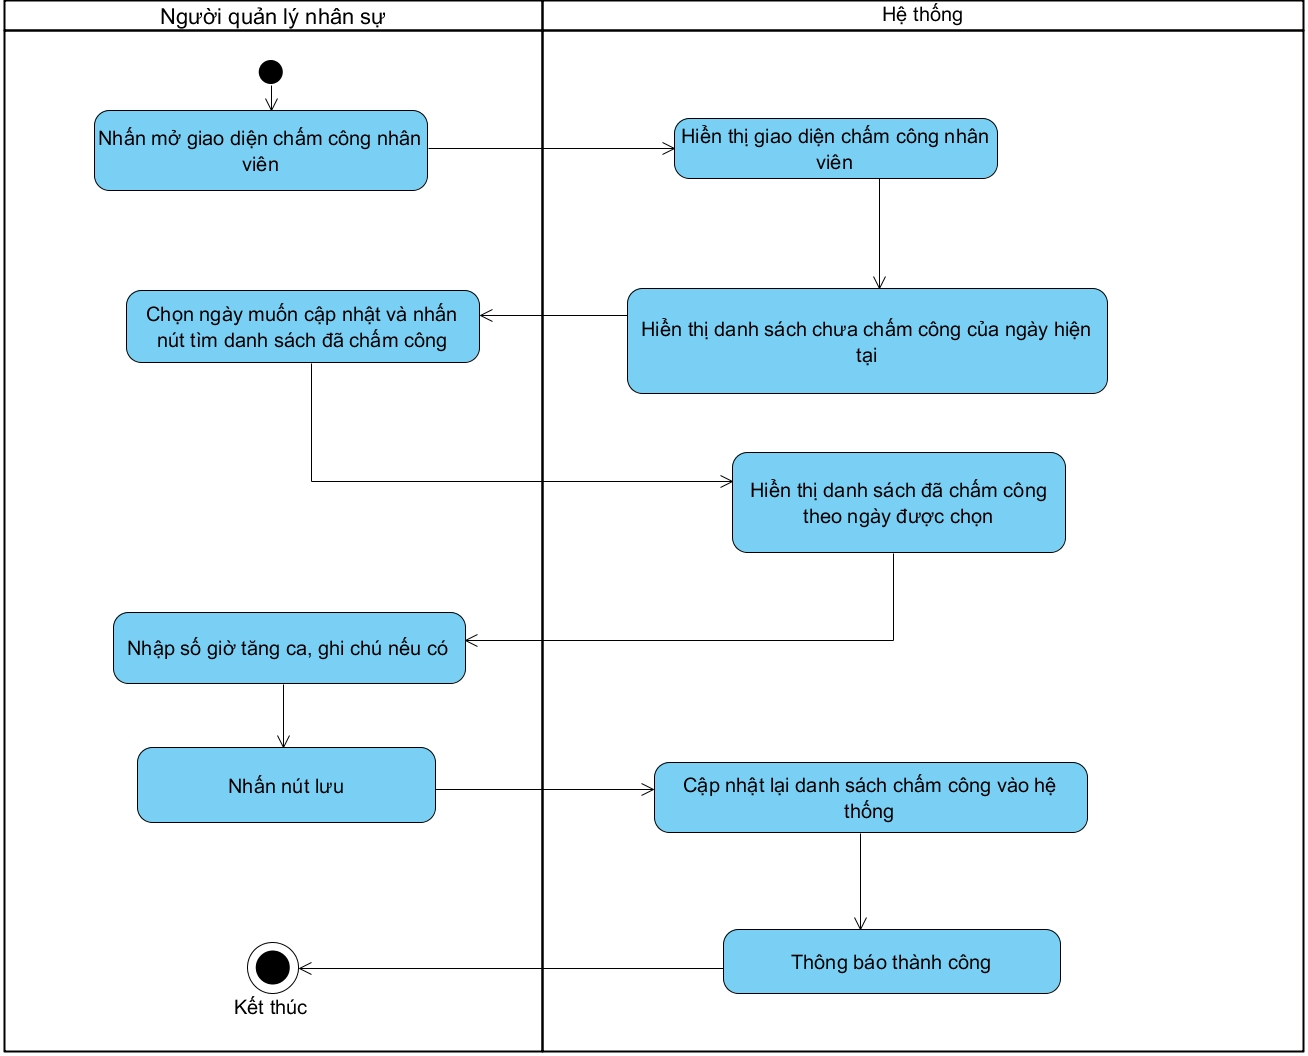 Người quản lý nhân sự
Hệ thống
Nhấn mở giao diện chấm công nhân
viên
Hiển thị giao diện chấm công nhân
viên
Chọn ngày muốn cập nhật và nhấn
nút tìm danh sách đã chấm công
Hiển thị danh sách chưa chấm công của ngày hiện
tại
Hiển thị danh sách đã chấm công
theo ngày được chọn
Nhập số giờ tăng ca, ghi chú nếu có
Nhấn nút lưu
Cập nhật lại danh sách chấm công vào hệ
thống
Thông báo thành công
Kết thúc